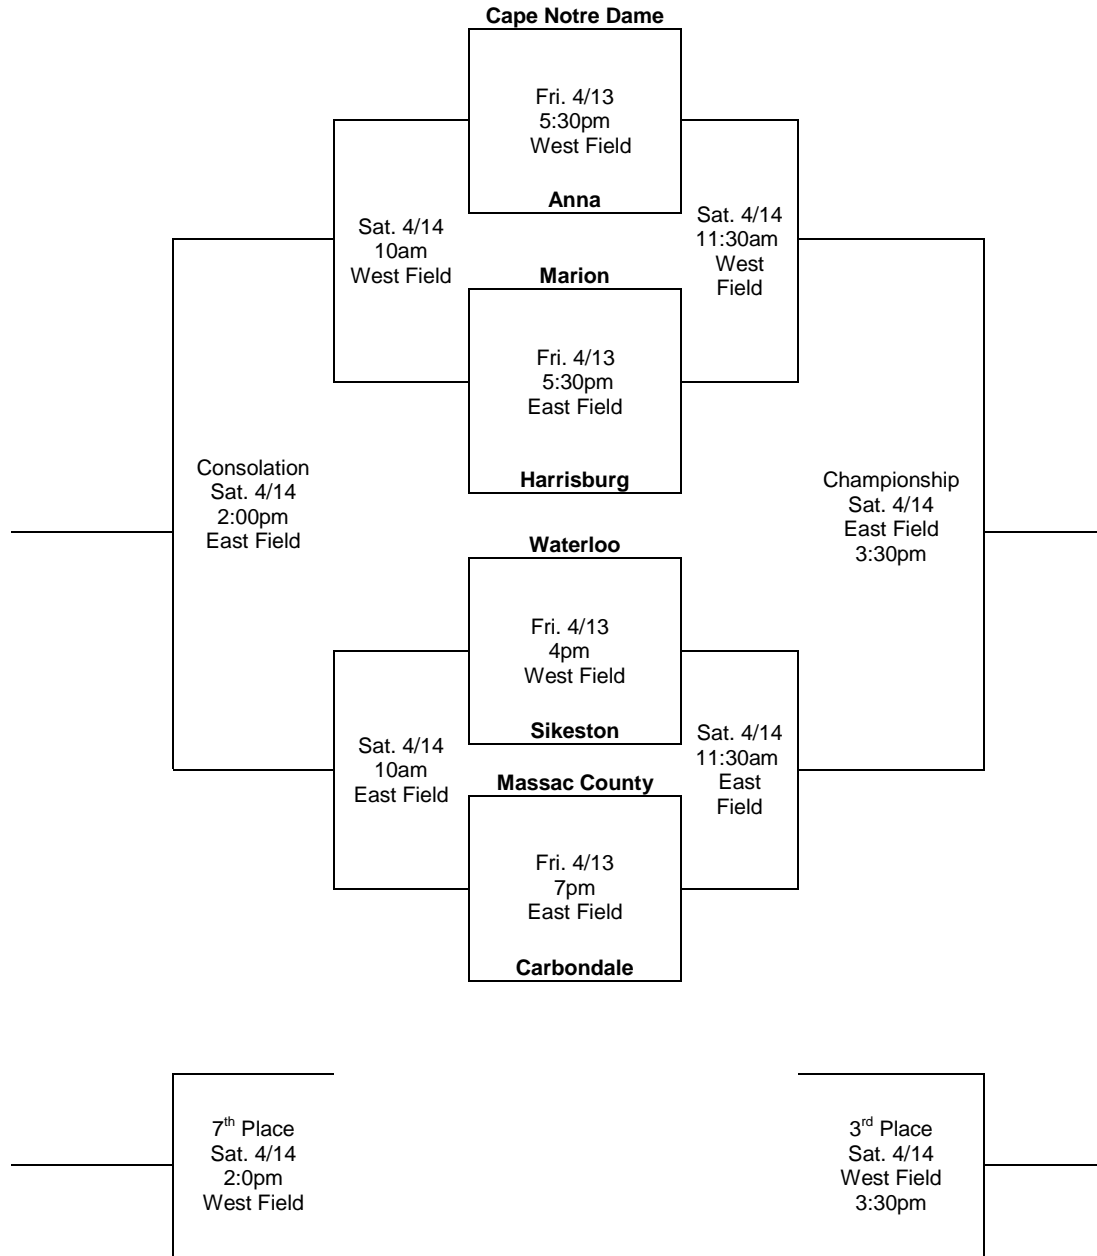 Cape Notre Dame
Fri. 4/13
5:30pm
West Field
Anna
Sat. 4/14
10am
West Field
Sat. 4/14
11:30am
West
Field
Marion
Fri. 4/13
5:30pm
East Field
Harrisburg
Consolation
Sat. 4/14
2:00pm
East Field
Championship
Sat. 4/14
East Field
3:30pm
Waterloo
Fri. 4/13
4pm
West Field
Sikeston
Sat. 4/14
10am
East Field
Sat. 4/14
11:30am
East
Field
Massac County
Fri. 4/13
7pm
East Field
Carbondale
7th Place
Sat. 4/14
2:0pm
West Field
3rd Place
Sat. 4/14
West Field
3:30pm